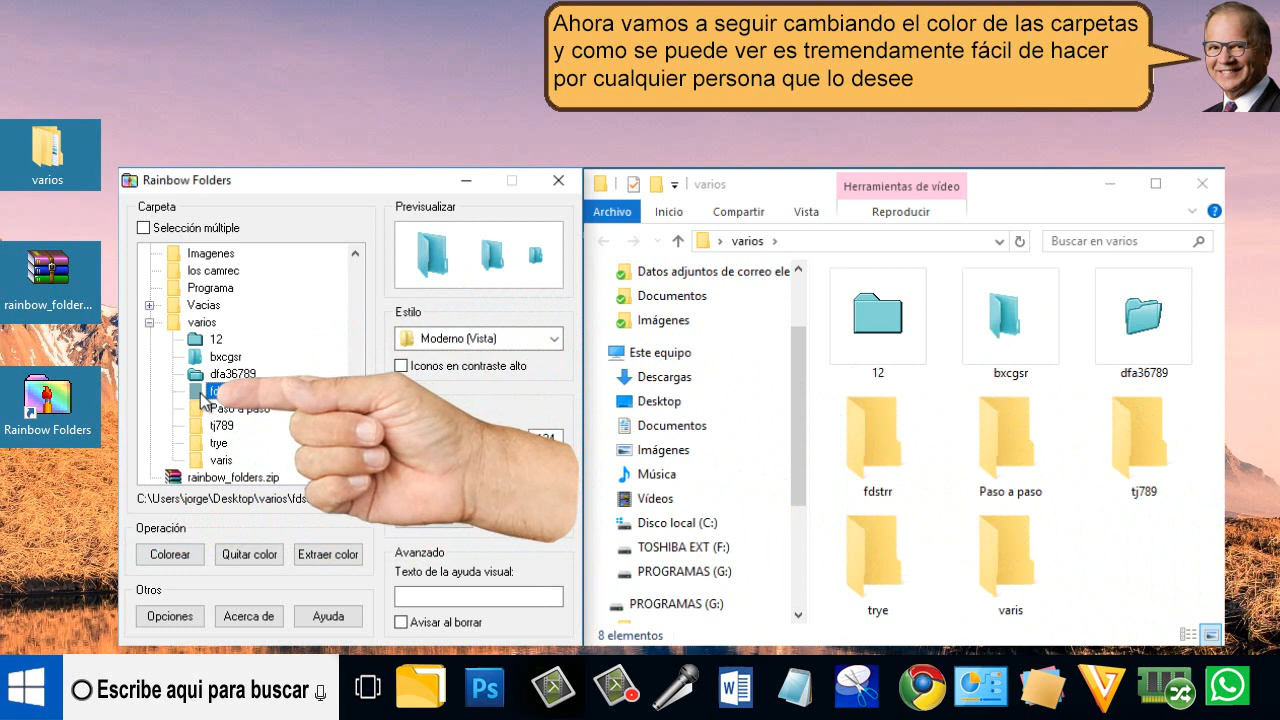 Ahora vamos a seguir cambiando el color de las carpetas
y como se puede ver es tremendamente fácil de hacer
por cualquier persona que lo desee
varios
rainbow_folder...
Rainbow Folders
Rainbow Folders
Carpeta
Selección múltiple
Imagenes
los camrec
Programa
Vacias
varios
12
bxcgsr
dfa36789
Paso a paso
tj789
trye
varis
rainbow_folders.zip
C:\Users\jorge\Desktop\varios\fds
Operación
Colorear
Quitar color
Extraer color
Otros
Opciones
Acerca de
Ayuda
Previsualizar
Estilo
Moderno (Vista)
Iconos en contraste alto
Avanzado
Texto de la ayuda visual:
Avisar al borrar
varios
Herramientas de vídeo
Archivo
Inicio
Compartir
Vista
Reproducir
varios
Buscar en varios
Datos adjuntos de correo ele
Documentos
Imágenes
Este equipo
Descargas
Desktop
Documentos
Imágenes
Música
Vídeos
Disco local (C:)
TOSHIBA EXT (F:)
PROGRAMAS (G:)
PROGRAMAS (G:)
12
bxcgsr
dfa36789
fdstrr
Paso a paso
tj789
trye
varis
8 elementos
Escribe aqui para buscar
Ps